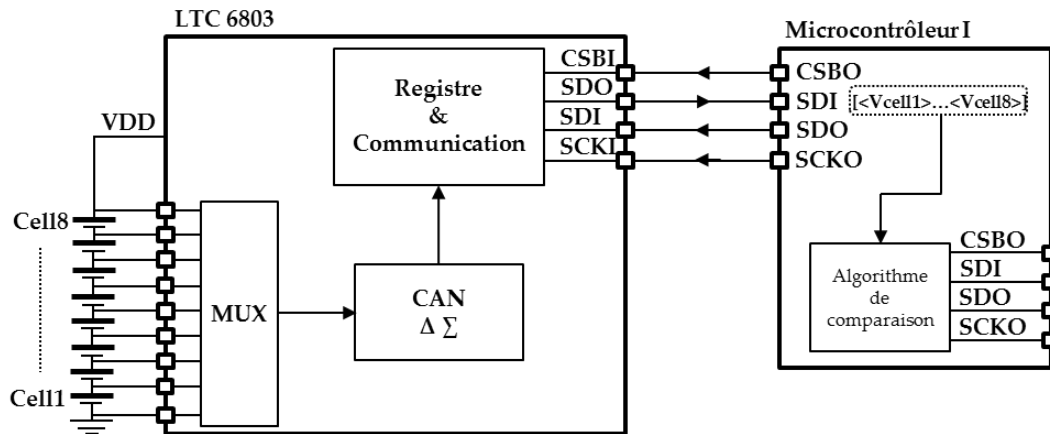 LTC 6803
Microcontrôleur I
Registre
&
Communication
CSBI
SDO
SDI
SCKI
CSBO
SDI
SDO
SCKO
[<Vcell1>...<Vcell8>]
VDD
Cell8
Cell1
MUX
CAN
Δ ∑
Algorithme
de
comparaison
CSBO
SDI
SDO
SCKO